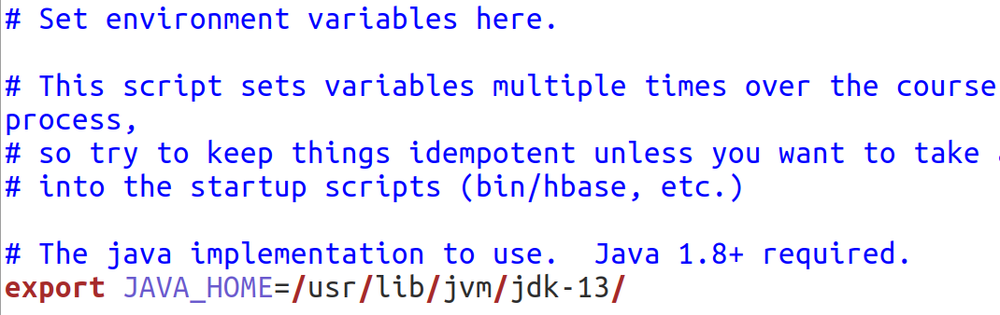 # Set environment variables here.
# This script sets variables multiple times over the course
process,
# so try to keep things idempotent unless you want to take
# into the startup scripts (bin/hbase, etc.)
# The java implementation to use.  Java 1.8+ required.
export JAVA_HOME=/usr/lib/jvm/jdk-13/